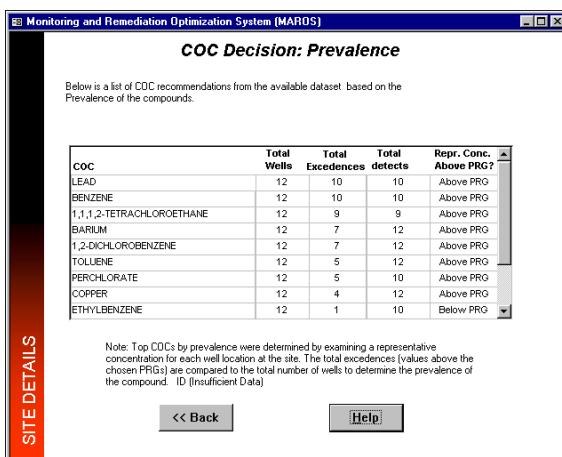 Monitoring and Remediation Optimization System (MAROS)
COC Decision: Prevalence
Below is a list of COC recommendations from the available dataset based on the
Prevalence of the compounds.
COC Total Wells Total Excedences Total detects Repr. Conc. Above PRG?
LEAD 12 10 10 Above PRG
BENZENE 12 10 10 Above PRG
1,1,1,2-TETRACHLOROETHANE 12 9 9 Above PRG
BARIUM 12 7 12 Above PRG
1,2-DICHLOROBENZENE 12 7 12 Above PRG
TOLUENE 12 5 12 Above PRG
PERCHLORATE 12 5 10 Above PRG
COPPER 12 4 12 Above PRG
ETHYLBENZENE 12 1 10 Below PRG
Note: Top COCs by prevalence were determined by examining a representative
concentration for each well location at the site. The total excedences (values above the
chosen PRGs) are compared to the total number of wells to determine the prevalence of
the compound. ID (Insufficient Data)
<< Back
Help
SITE DETAILS